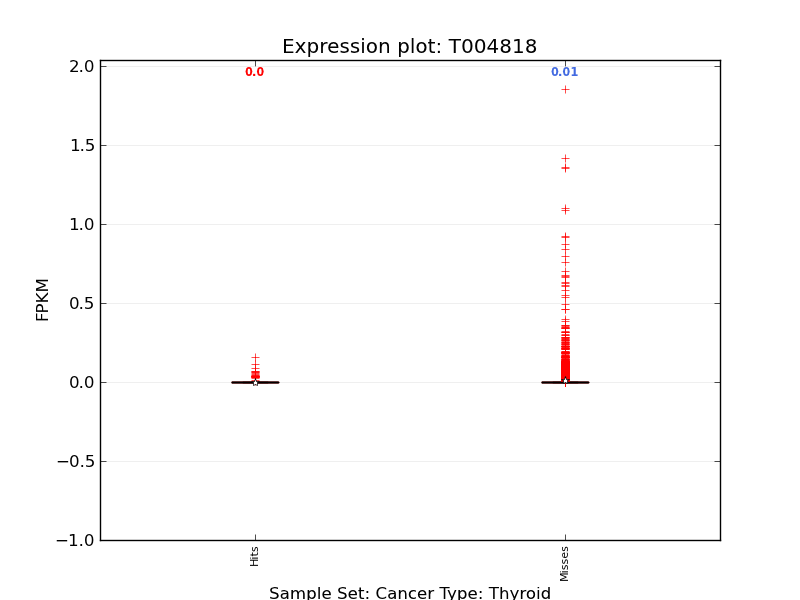 Expression plot: T004818
0.0
0.01
2.0
1.5
1.0
0.5
0.0
−0.5
−1.0
FPKM
Hits
Misses
Sample Set: Cancer Type: Thyroid